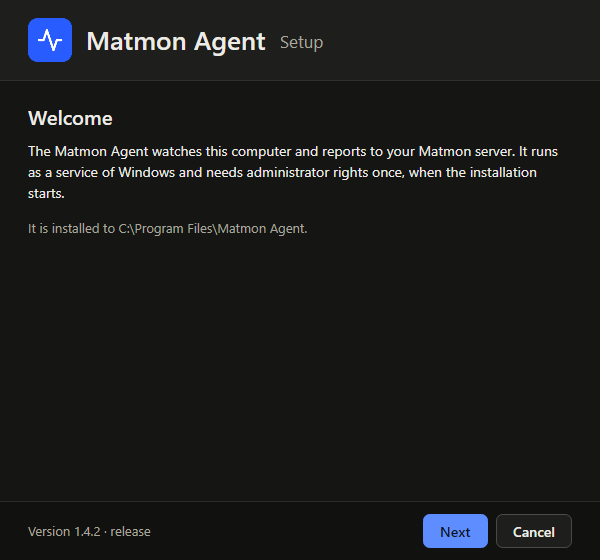 Matmon Agent Setup
Welcome
The Matmon Agent watches this computer and reports to your Matmon server. It runs
as a service of Windows and needs administrator rights once, when the installation
starts.
It is installed to C:\Program Files\Matmon Agent.
Version 1.4.2 · release
Next
Cancel